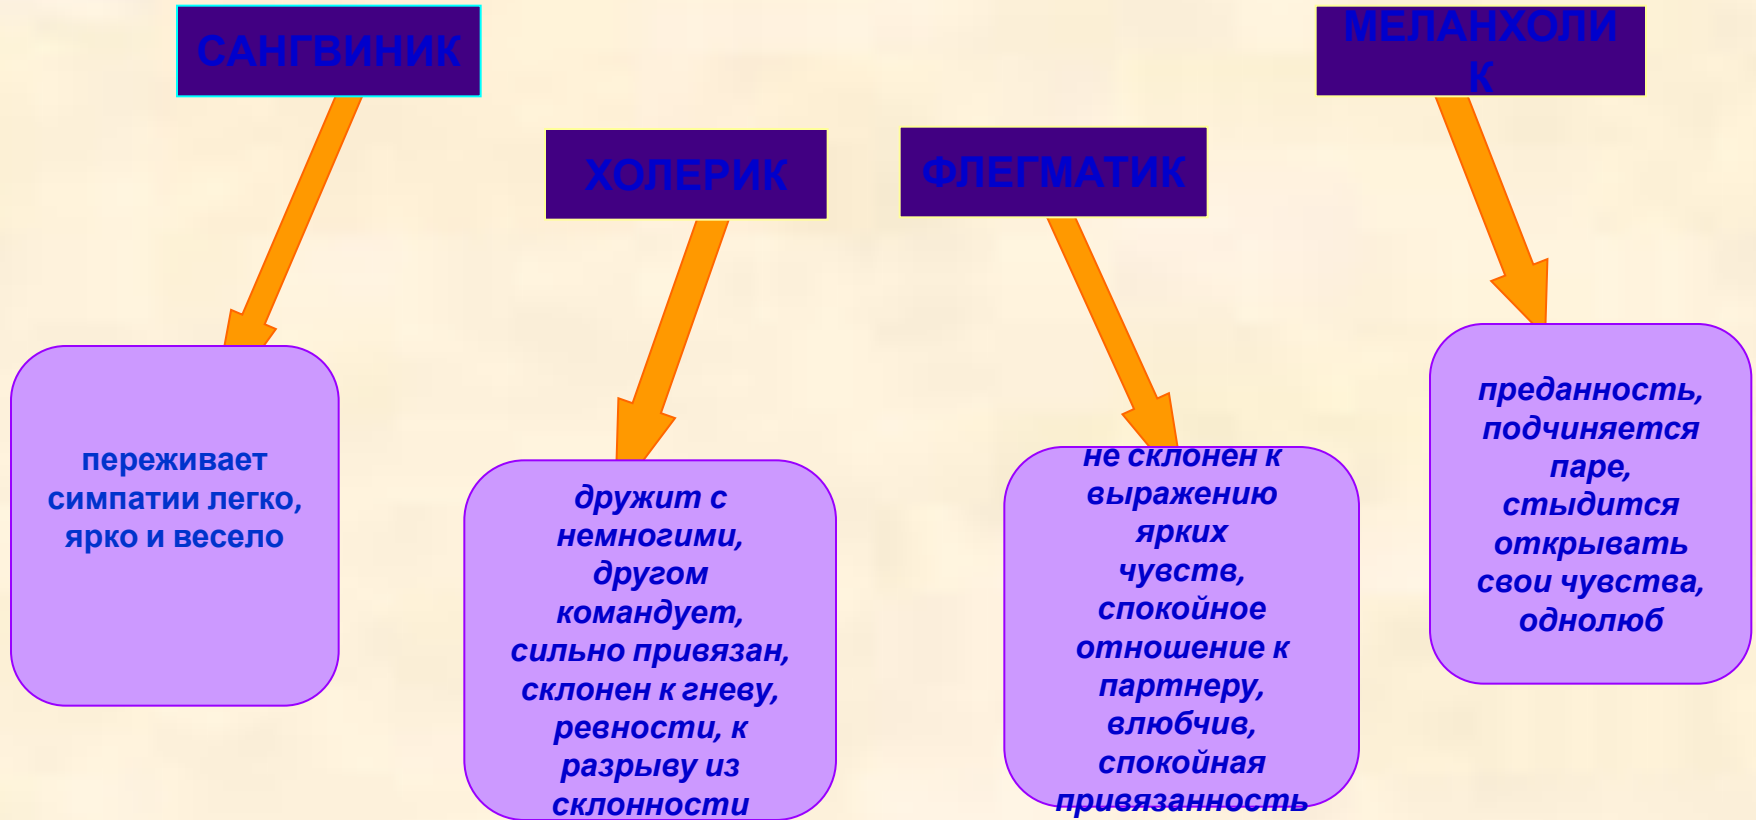 САНГВИНИК
МЕЛАНХОЛИ
К
ХОЛЕРИК
ФЛЕГМАТИК
переживает
симпатии легко,
ярко и весело
дружит с
немногими,
другом
командует,
сильно привязан,
склонен к гневу,
ревности, к
разрыву из
склонности
не склонен к
выражению
ярких
чувств,
спокойное
отношение к
партнеру,
влюбчив,
спокойная
привязанность
преданность,
подчиняется
паре,
стыдится
открывать
свои чувства,
однолюб